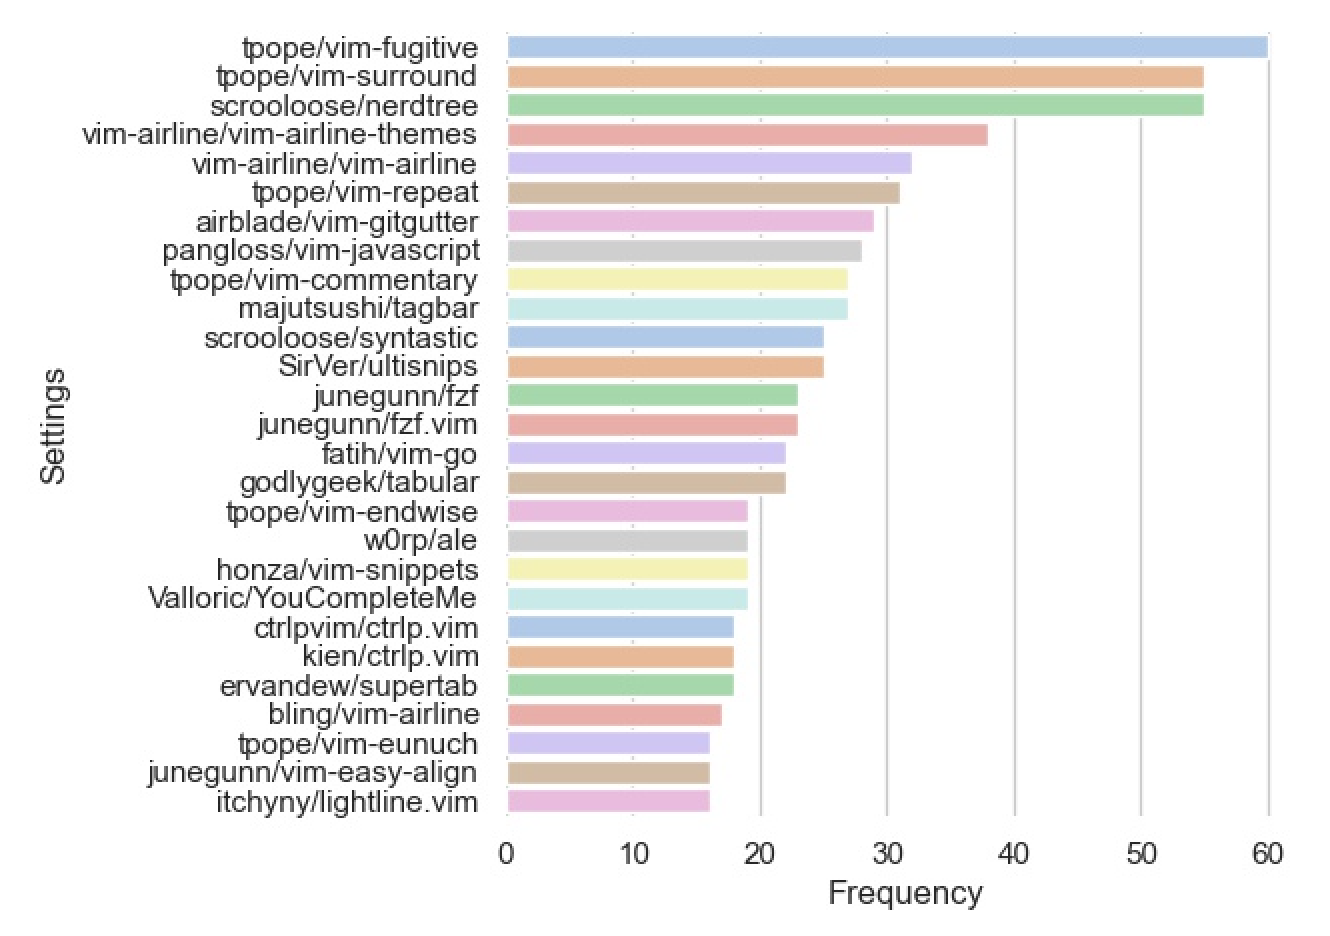 tpope/vim-fugitive
tpope/vim-surround
scrooloose/nerdtree
vim-airline/vim-airline-themes
vim-airline/vim-airline
tpope/vim-repeat
airblade/vim-gitgutter
pangloss/vim-javascript
tpope/vim-commentary
majutsushi/tagbar
scrooloose/syntastic
SirVer/ultisnips
junegunn/fzf
junegunn/fzf.vim
fatih/vim-go
godlygeek/tabular
tpope/vim-endwise
w0rp/ale
honza/vim-snippets
Valloric/YouCompleteMe
ctrlpvim/ctrlp.vim
kien/ctrlp.vim
ervandew/supertab
bling/vim-airline
tpope/vim-eunuch
junegunn/vim-easy-align
itchyny/lightline.vim
Settings
0 10 20 30 40 50 60
Frequency